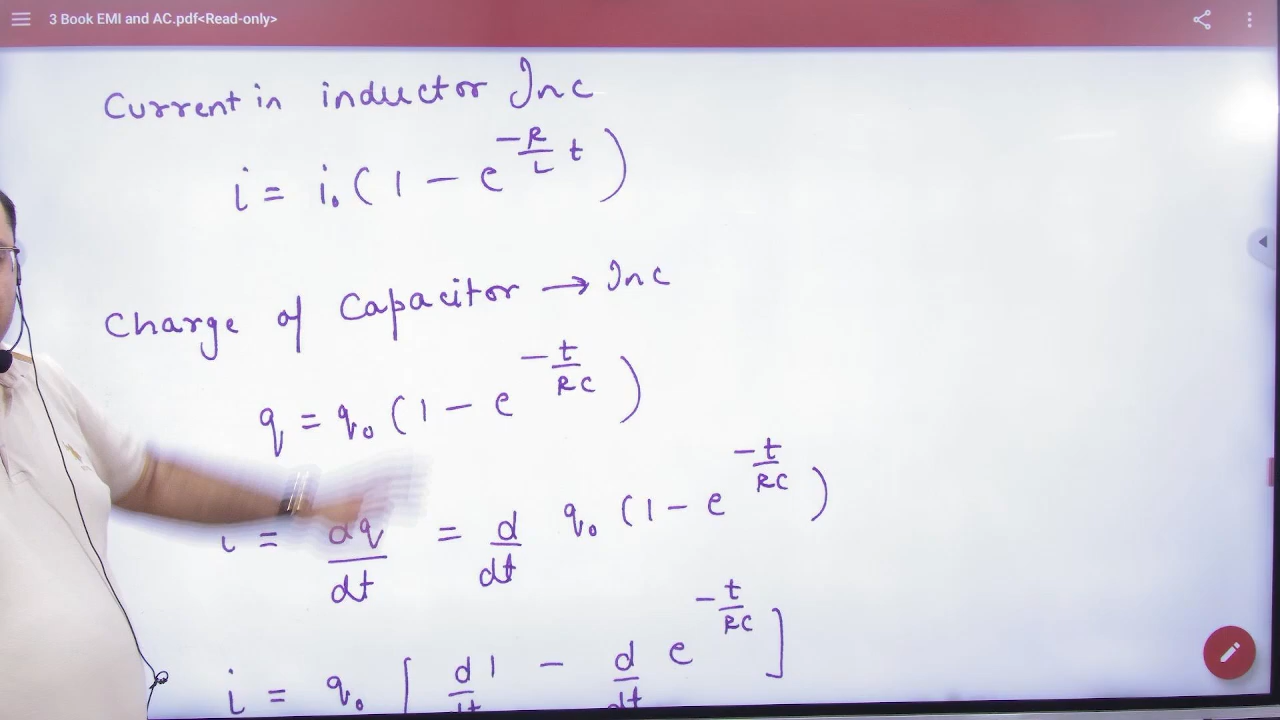 3 Book EMI and AC.pdf<Read-only>
Current in inductor Inc
i = i₀ ( 1 − e^(−R/L t) )
Charge of Capacitor → Inc
q = q₀ ( 1 − e^(−t/RC) )
i = dq/dt = d/dt q₀ ( 1 − e^(−t/RC) )
i = q₀ [ d1/dt − d/dt e^(−t/RC) ]